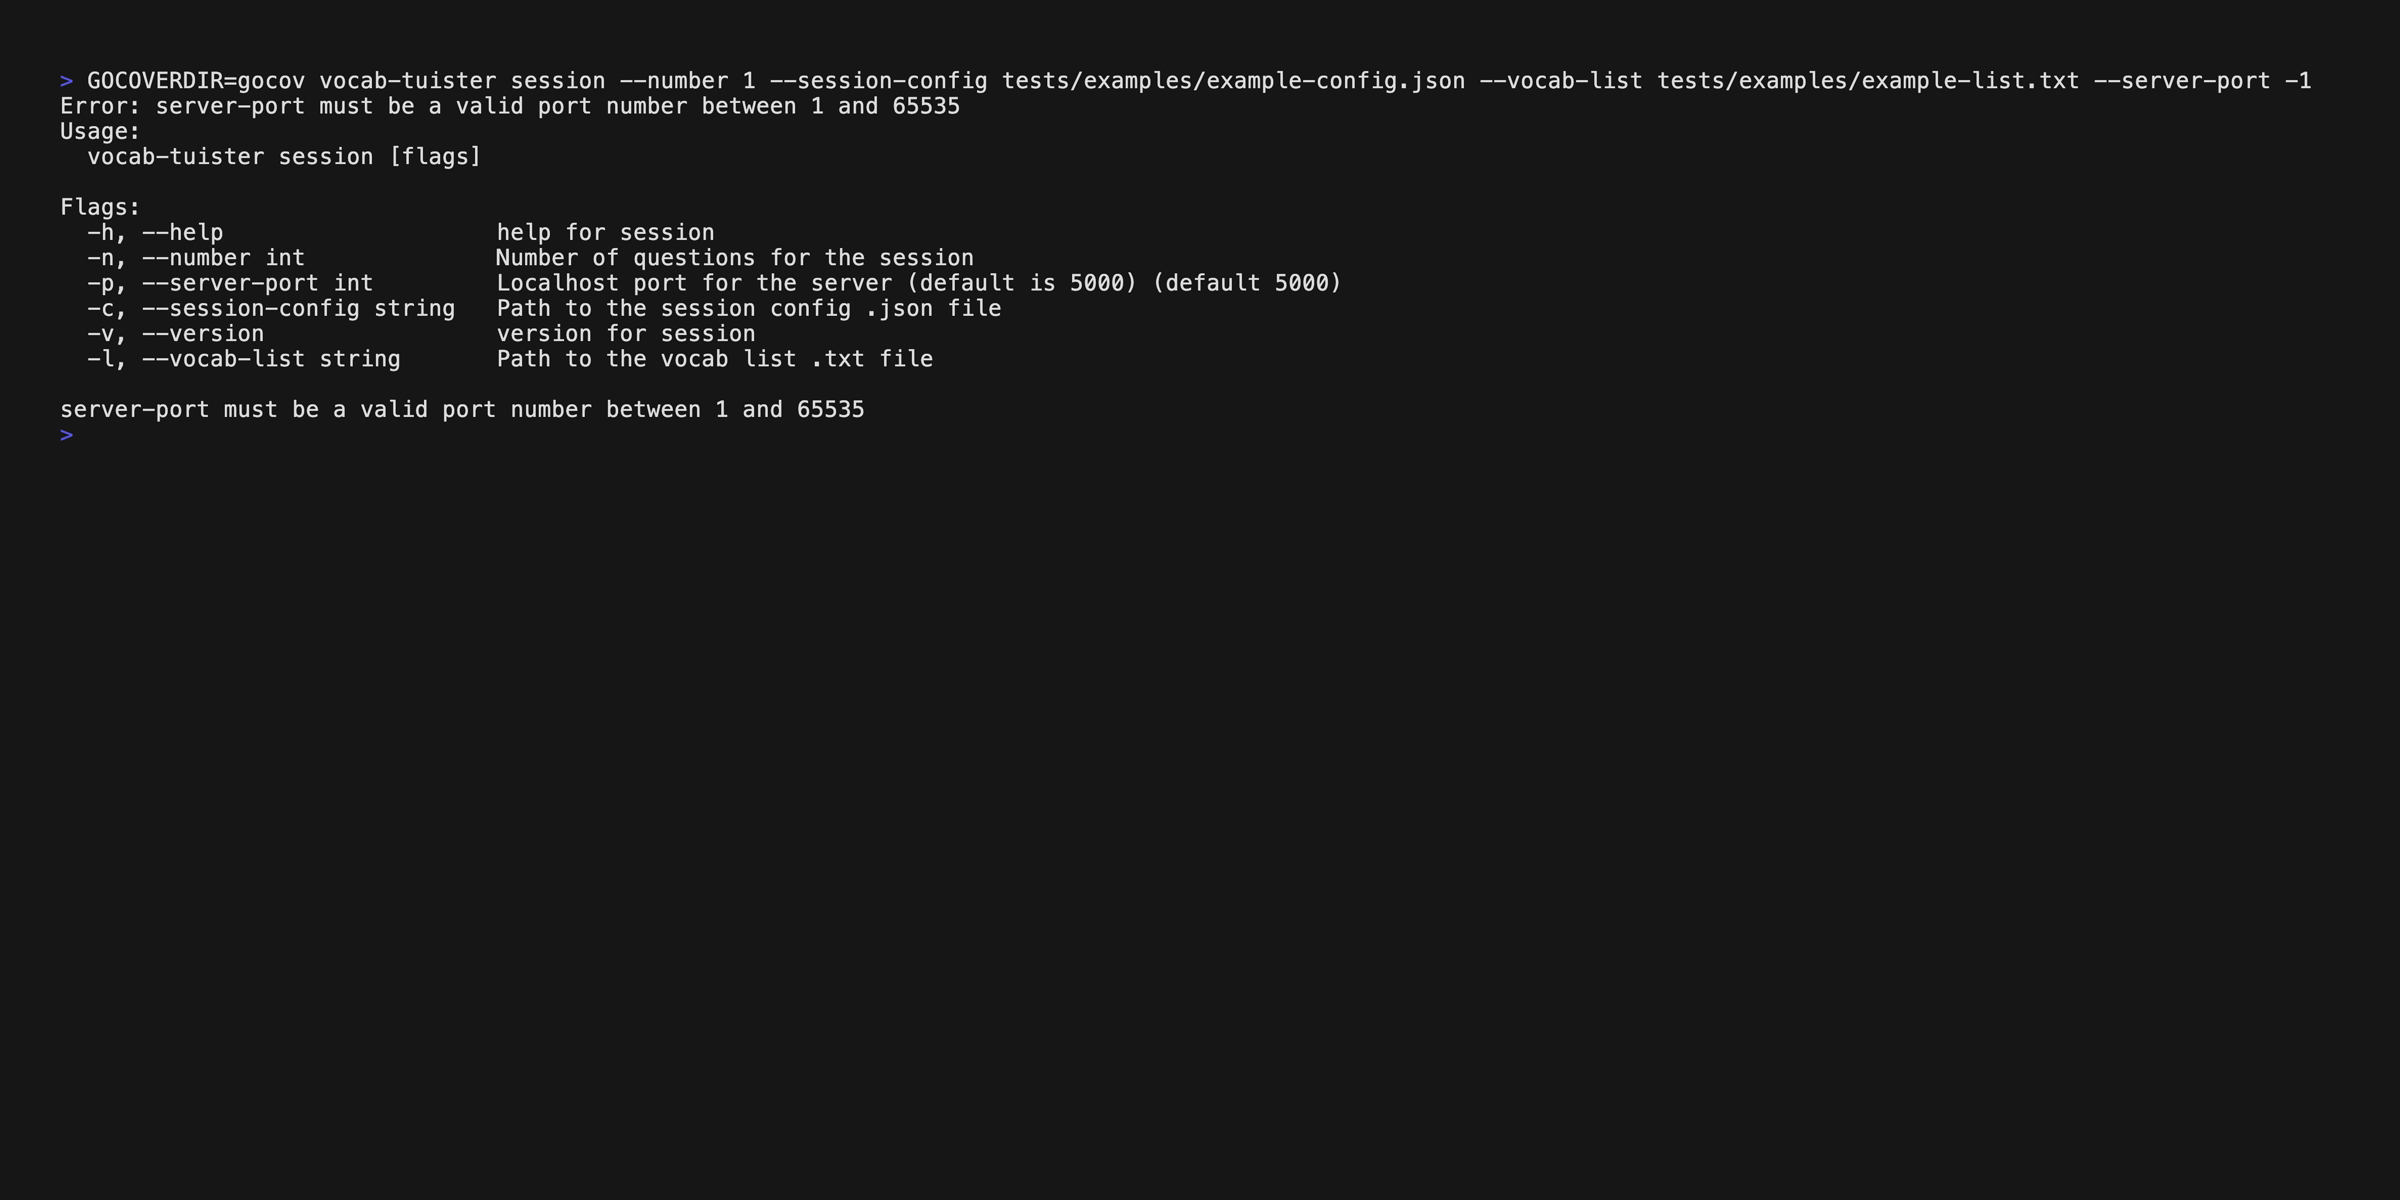 > GOCOVERDIR=gocov vocab-tuister session --number 1 --session-config tests/examples/example-config.json --vocab-list tests/examples/example-list.txt --server-port -1
Error: server-port must be a valid port number between 1 and 65535
Usage:
  vocab-tuister session [flags]

Flags:
  -h, --help                    help for session
  -n, --number int              Number of questions for the session
  -p, --server-port int         Localhost port for the server (default is 5000) (default 5000)
  -c, --session-config string   Path to the session config .json file
  -v, --version                 version for session
  -l, --vocab-list string       Path to the vocab list .txt file

server-port must be a valid port number between 1 and 65535
>